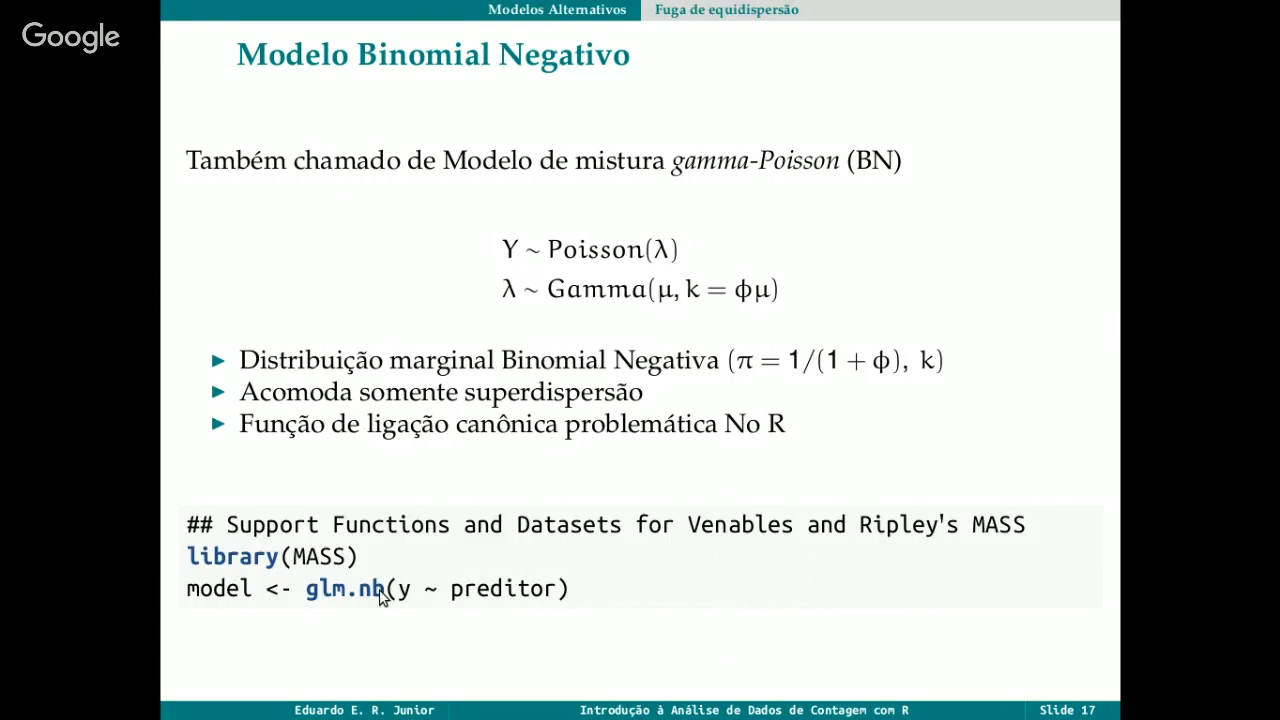 Modelos Alternativos Fuga de equidispersão
Google
Modelo Binomial Negativo
Também chamado de Modelo de mistura gamma-Poisson (BN)
Y ~ Poisson(λ)
λ ~ Gamma(μ, k = ϕμ)
Distribuição marginal Binomial Negativa (π = 1/(1 + ϕ), k)
Acomoda somente superdispersão
Função de ligação canônica problemática No R
## Support Functions and Datasets for Venables and Ripley's MASS
library(MASS)
model <- glm.nb(y ~ preditor)
Eduardo E. R. Junior Introdução à Análise de Dados de Contagem com R Slide 17